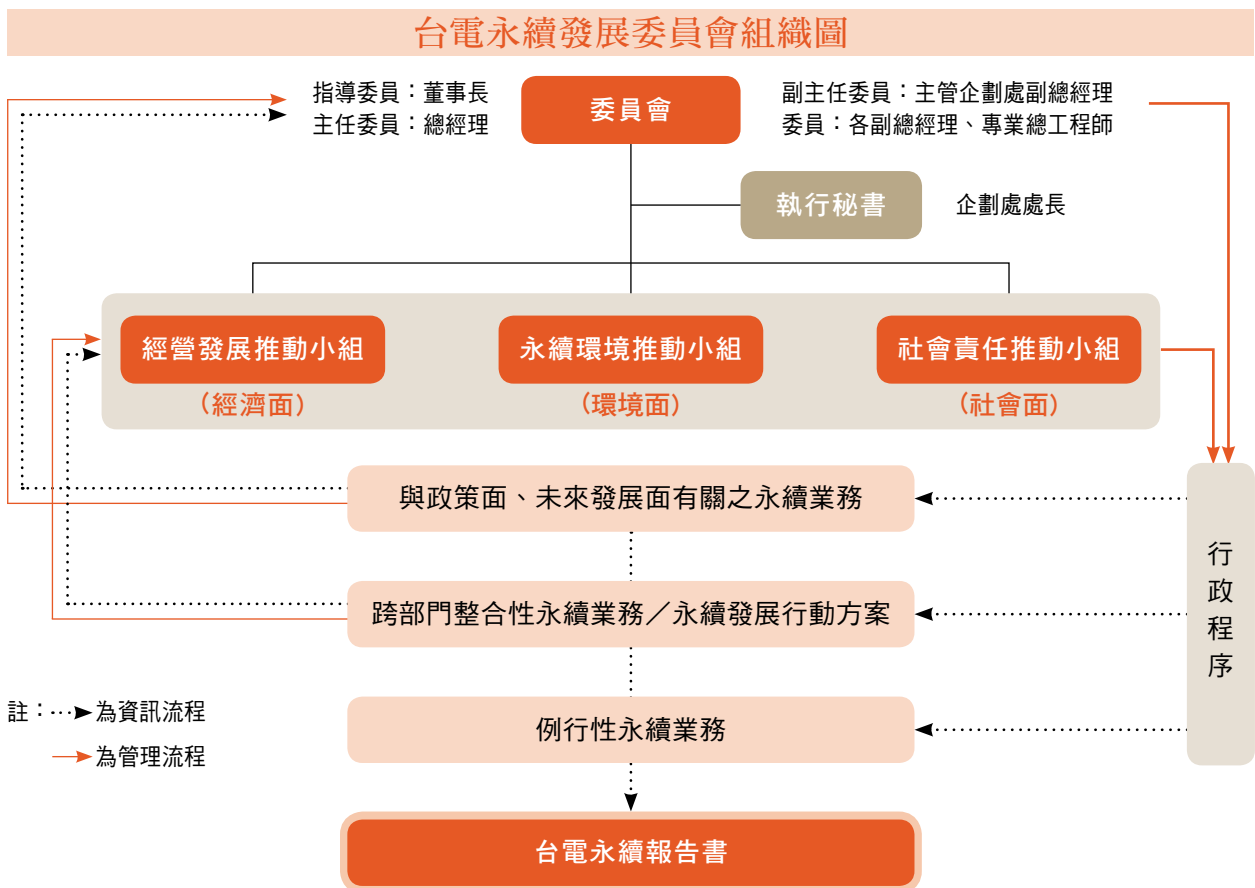 台電永續發展委員會組織圖
指導委員：董事長
主任委員：總經理
委員會
副主任委員：主管企劃處副總經理
委員：各副總經理、專業總工程師
執行秘書
企劃處處長
經營發展推動小組
（經濟面）
永續環境推動小組
（環境面）
社會責任推動小組
（社會面）
與政策面、未來發展面有關之永續業務
跨部門整合性永續業務／永續發展行動方案
行政程序
例行性永續業務
註：為資訊流程
為管理流程
台電永續報告書